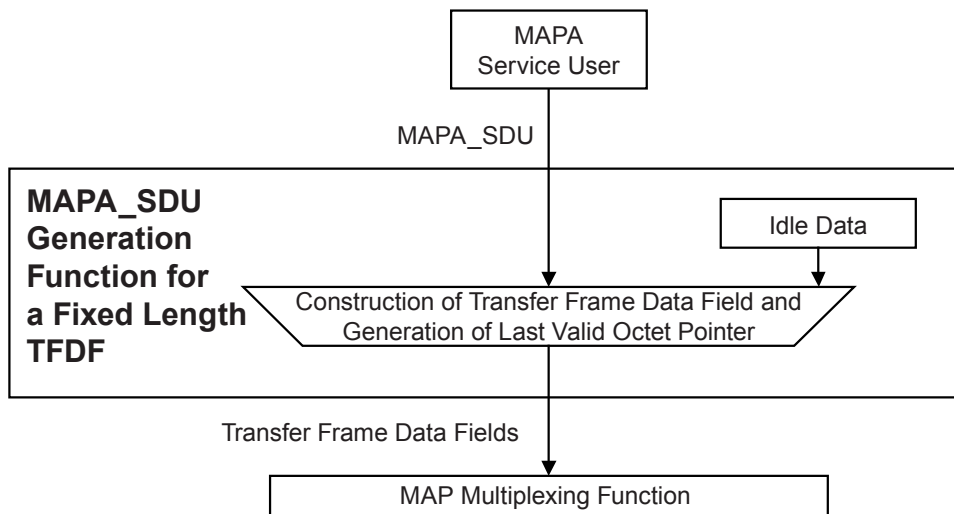 MAPA
Service User
MAPA_SDU
MAPA_SDU
Generation
Function for
a Fixed Length
TFDF
Idle Data
Construction of Transfer Frame Data Field and
Generation of Last Valid Octet Pointer
Transfer Frame Data Fields
MAP Multiplexing Function